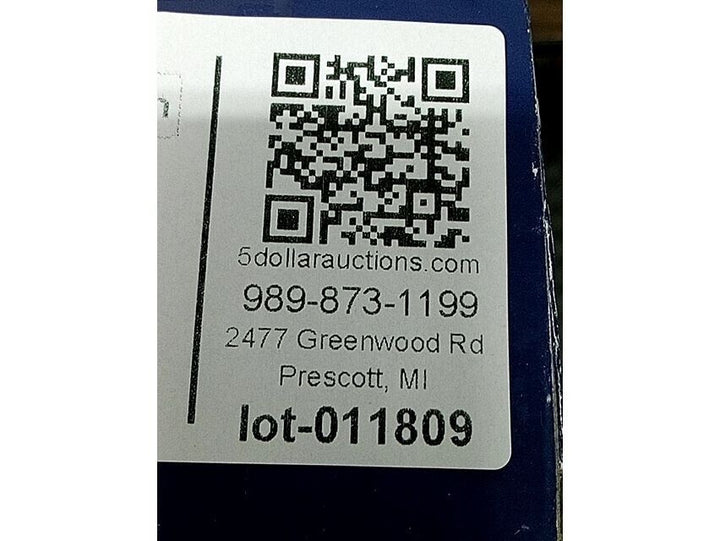 5dollarauctions.com
989-873-1199
2477 Greenwood Rd
Prescott, MI
lot-011809